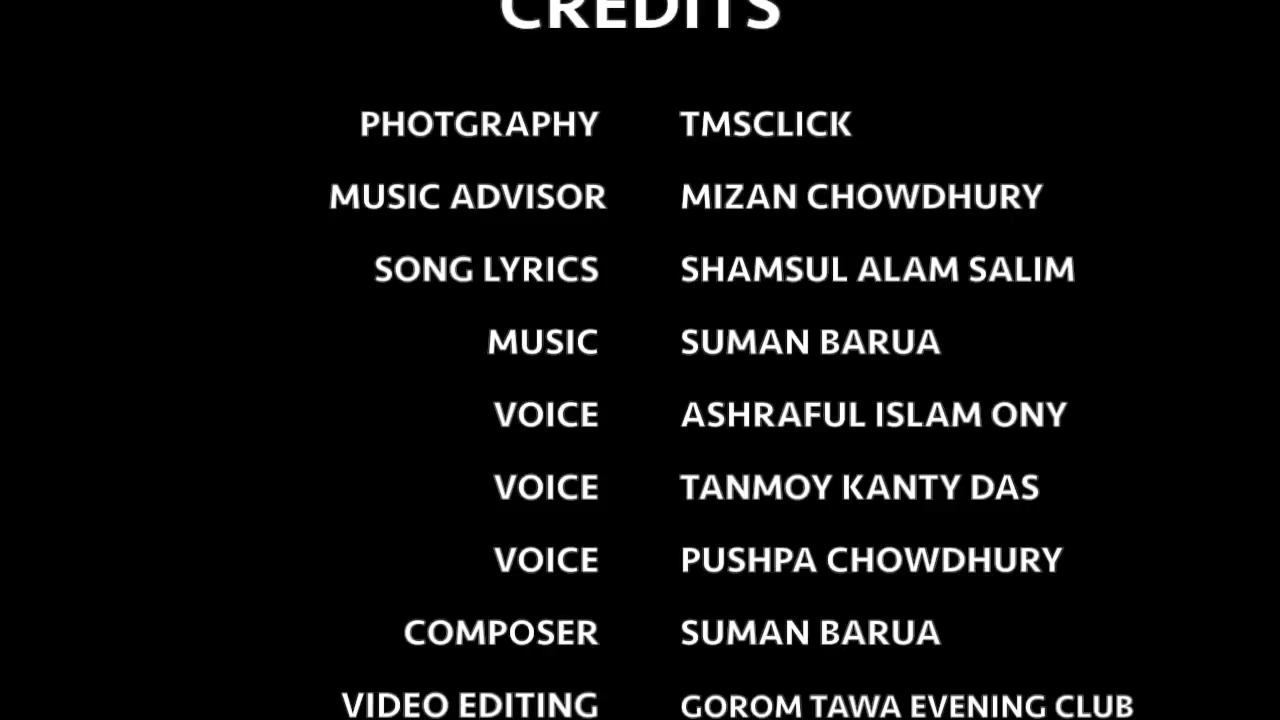 CREDITS
PHOTGRAPHY TMSCLICK
MUSIC ADVISOR MIZAN CHOWDHURY
SONG LYRICS SHAMSUL ALAM SALIM
MUSIC SUMAN BARUA
VOICE ASHRAFUL ISLAM ONY
VOICE TANMOY KANTY DAS
VOICE PUSHPA CHOWDHURY
COMPOSER SUMAN BARUA
VIDEO EDITING GOROM TAWA EVENING CLUB